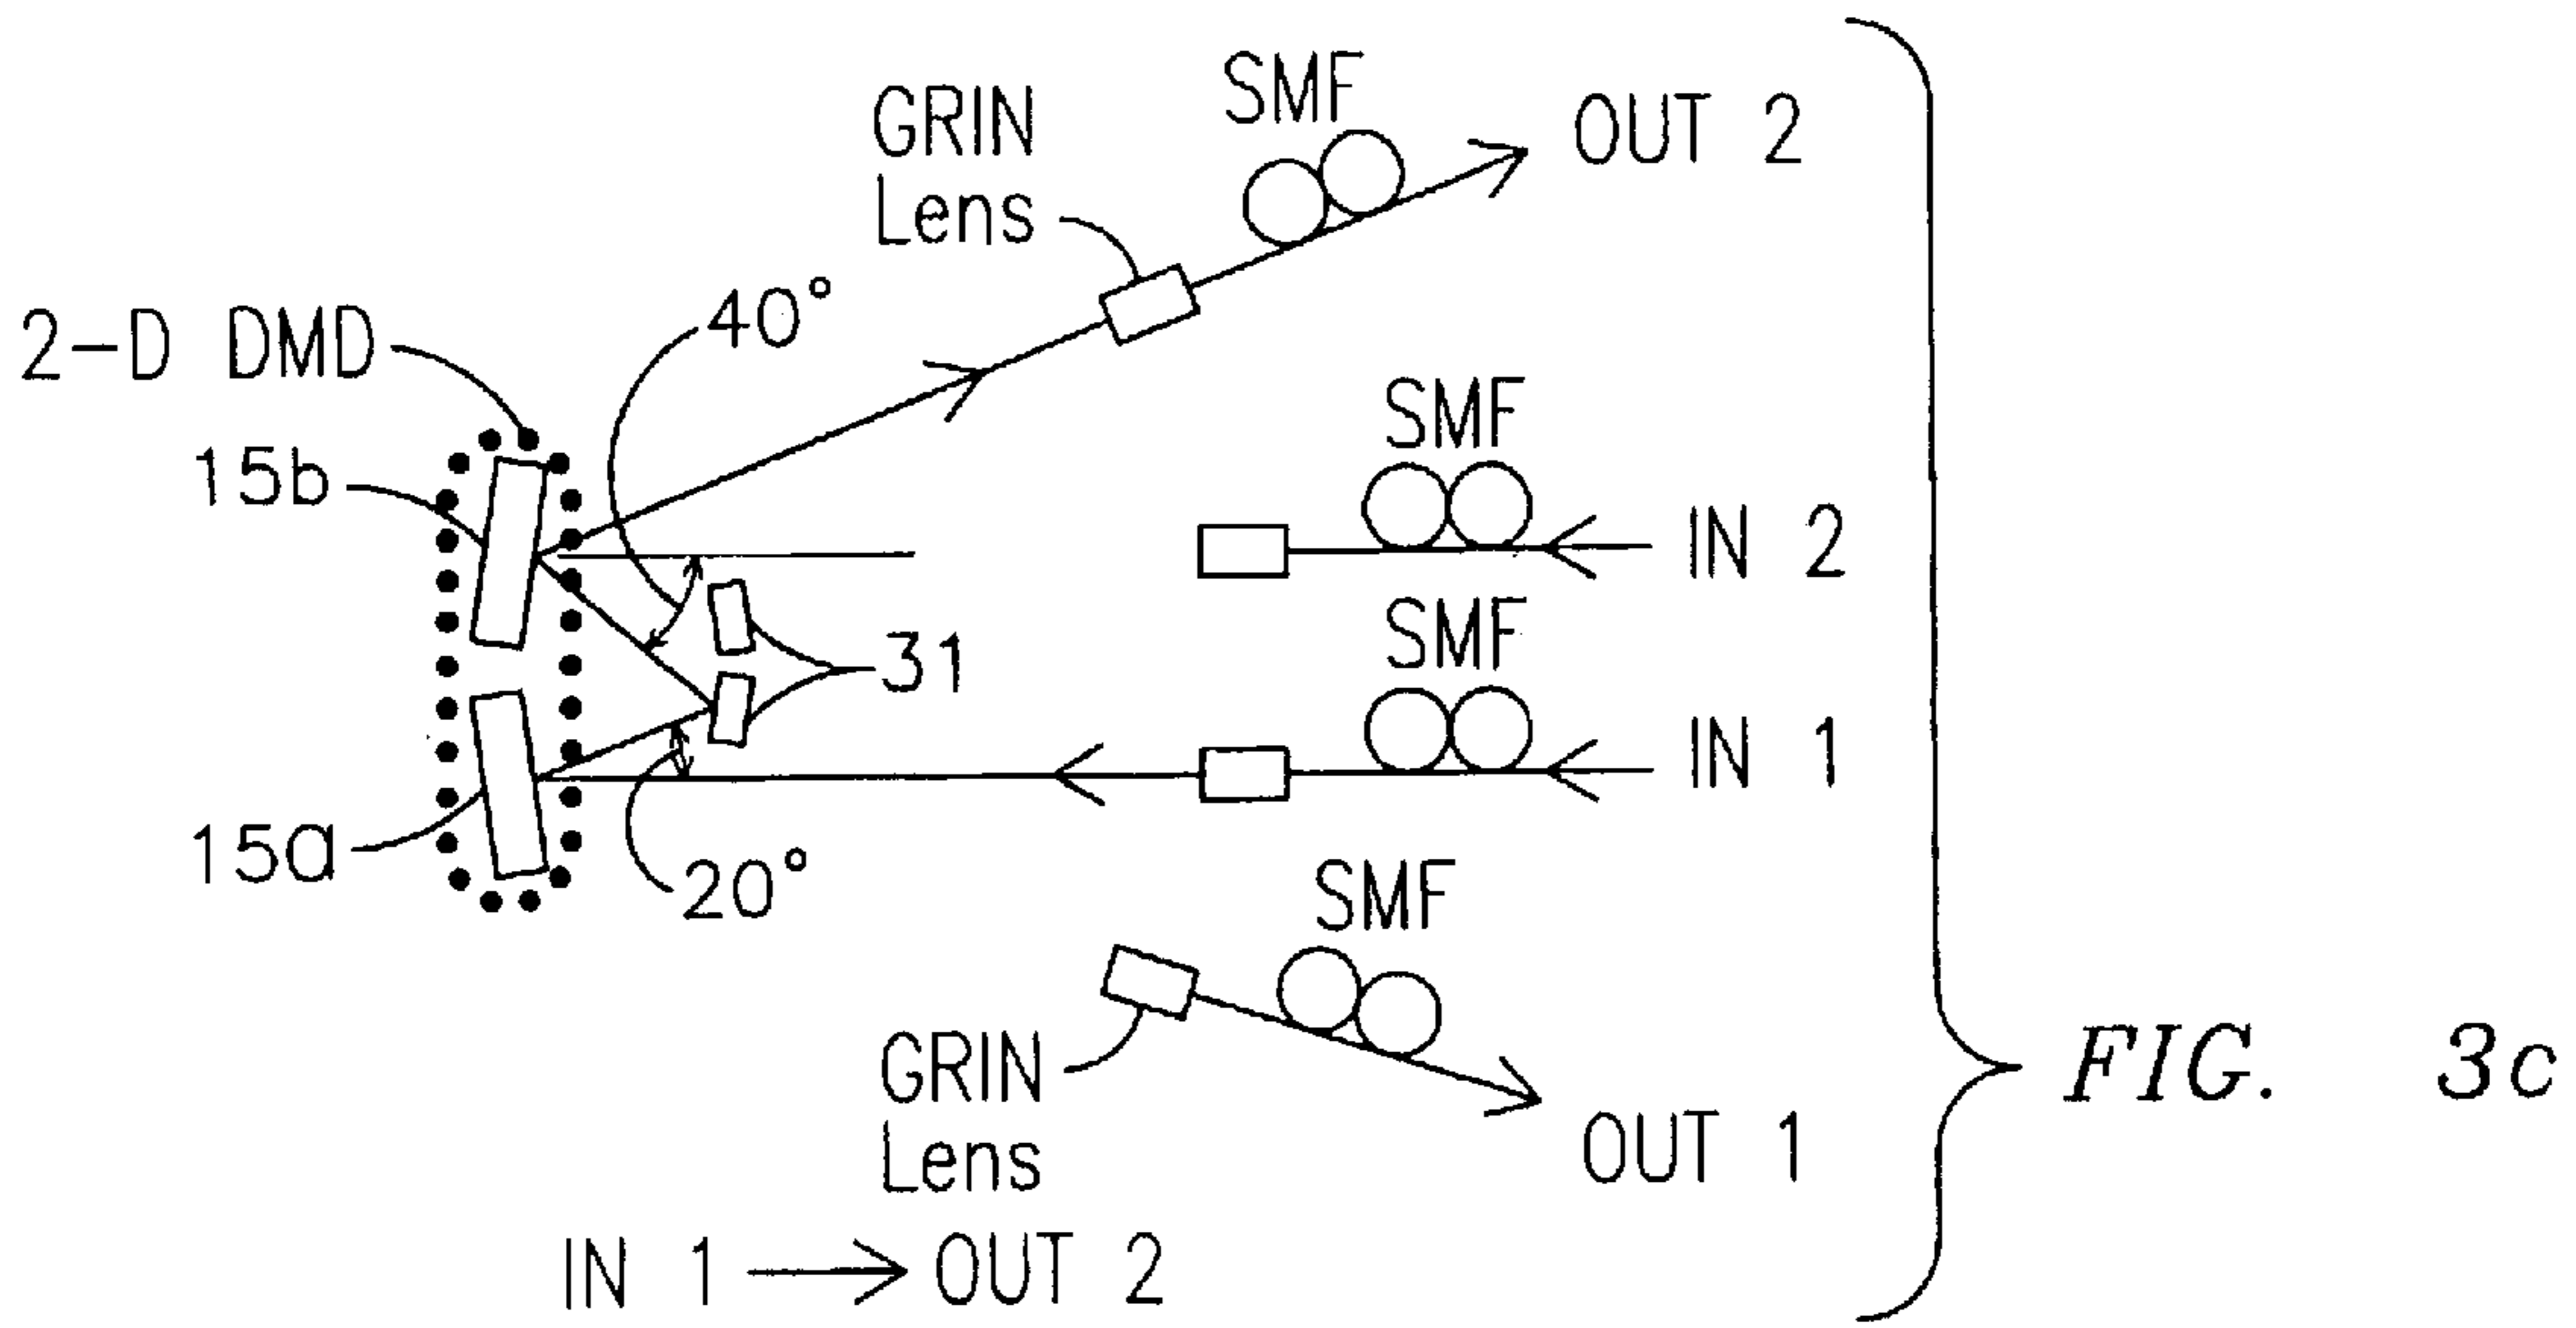 SMF
OUT 2
GRIN
Lens
40°
2-D DMD
SMF
15b
IN 2
SMF
31
IN 1
15a
20°
SMF
GRIN
Lens
OUT 1
FIG. 3c
IN 1 → OUT 2